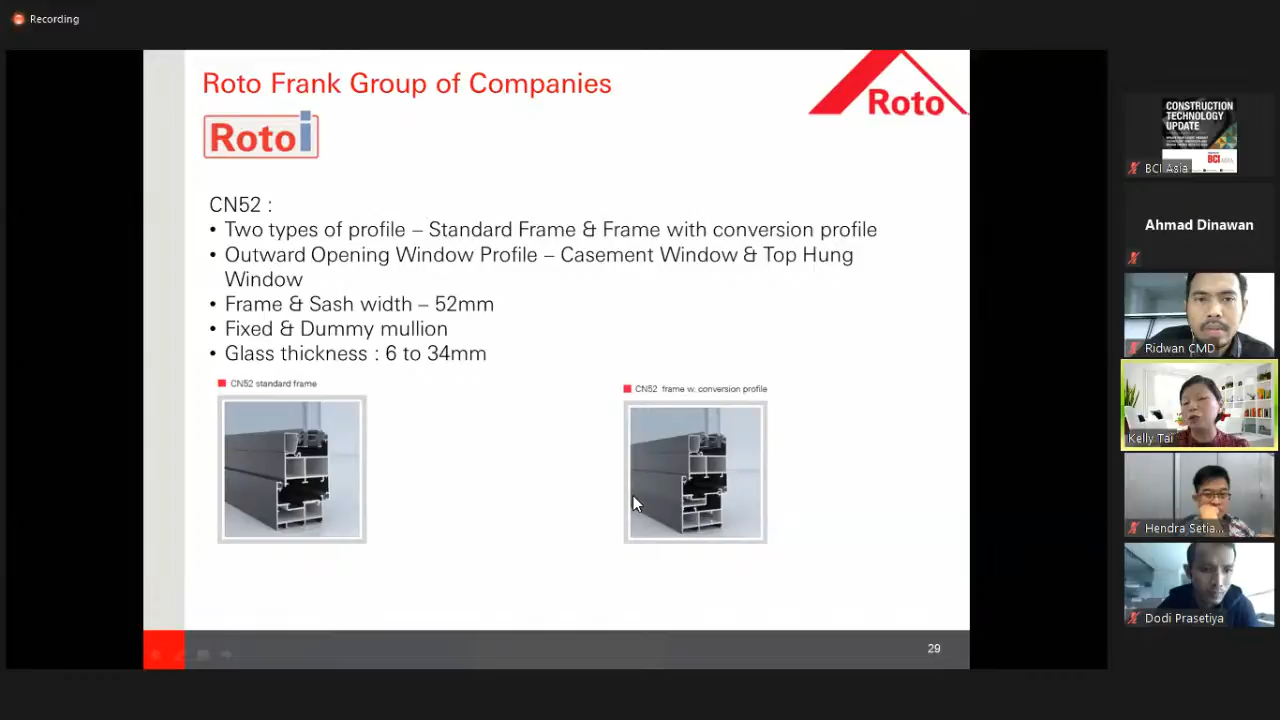 Recording
Roto Frank Group of Companies
Roto
Roto i
CN52 :
• Two types of profile – Standard Frame & Frame with conversion profile
• Outward Opening Window Profile – Casement Window & Top Hung
Window
• Frame & Sash width – 52mm
• Fixed & Dummy mullion
• Glass thickness : 6 to 34mm
CN52 standard frame
CN52 frame w. conversion profile
29
CONSTRUCTION
TECHNOLOGY
UPDATE
BCI
BCI Asia
Ahmad Dinawan
Ridwan CMD
Kelly Tai
Hendra Setia...
Dodi Prasetiya